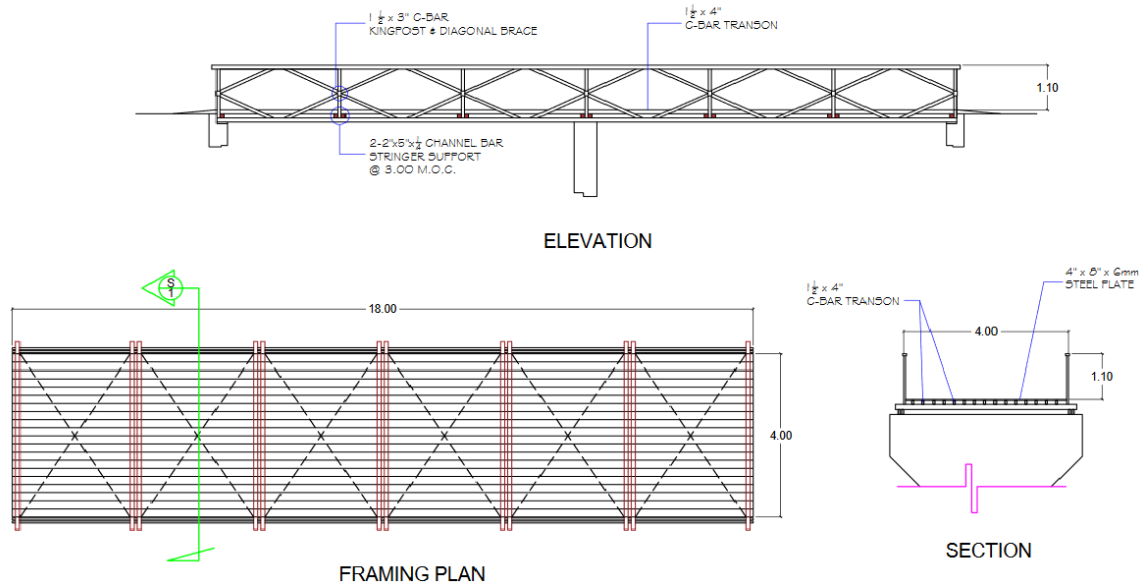 1 1/2 x 3" C-BAR
KINGPOST & DIAGONAL BRACE
1 1/2 x 4"
C-BAR TRANSON
1.10
2-2"x5"x1/4 CHANNEL BAR
STRINGER SUPPORT
@ 3.00 M.O.C.
ELEVATION
S
1
18.00
4.00
FRAMING PLAN
1 1/2 x 4"
C-BAR TRANSON
4" x 8" x 6mm
STEEL PLATE
4.00
1.10
SECTION